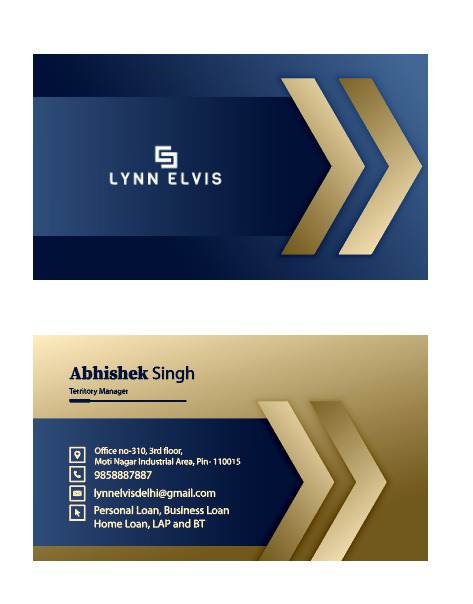 LYNN ELVIS
Abhishek Singh
Territory Manager
Office no-310, 3rd floor,
Moti Nagar Industrial Area, Pin- 110015
9858887887
lynnelvisdelhi@gmail.com
Personal Loan, Business Loan
Home Loan, LAP and BT